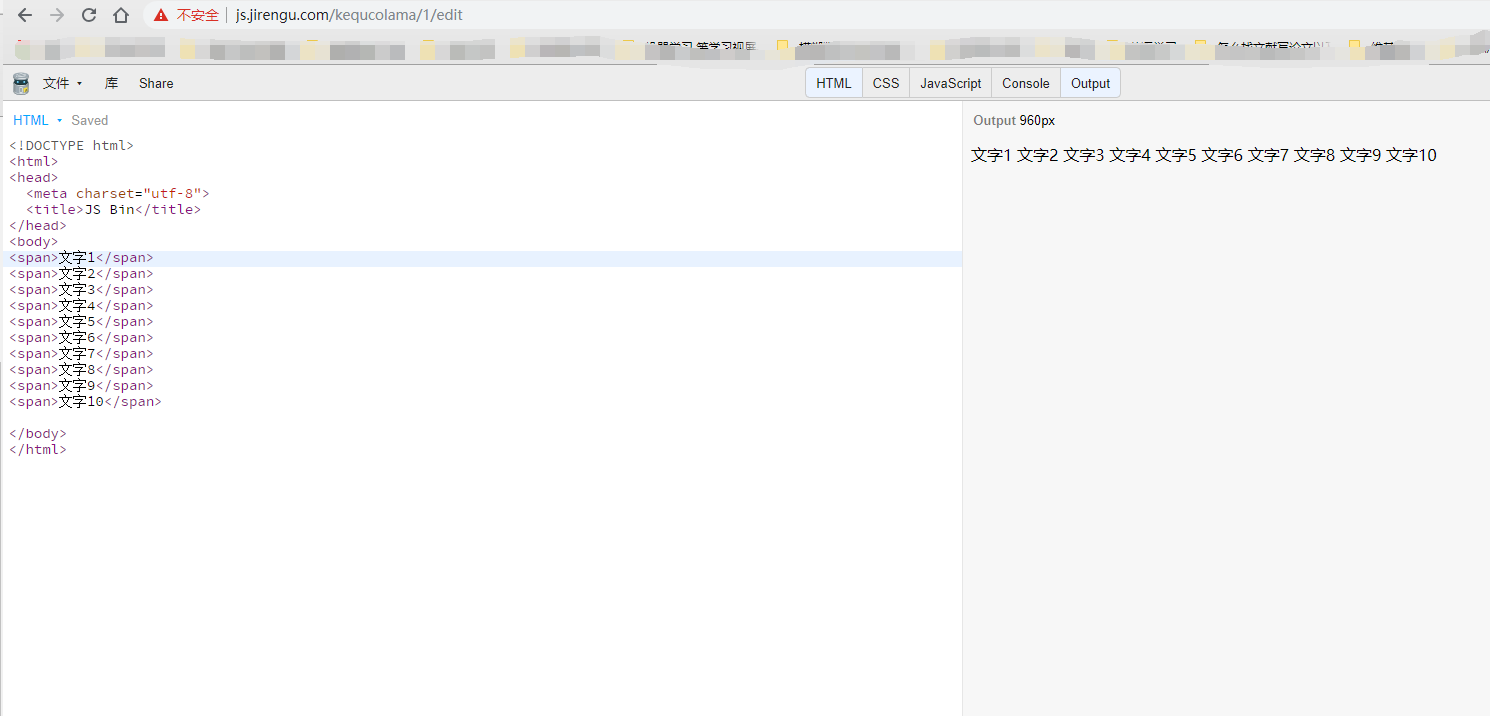 不安全 js.jirengu.com/kequcolama/1/edit
文件 库 Share HTML CSS JavaScript Console Output
HTML Saved
<!DOCTYPE html>
<html>
<head>
<meta charset="utf-8">
<title>JS Bin</title>
</head>
<body>
<span>文字1</span>
<span>文字2</span>
<span>文字3</span>
<span>文字4</span>
<span>文字5</span>
<span>文字6</span>
<span>文字7</span>
<span>文字8</span>
<span>文字9</span>
<span>文字10</span>
</body>
</html>
Output 960px
文字1 文字2 文字3 文字4 文字5 文字6 文字7 文字8 文字9 文字10